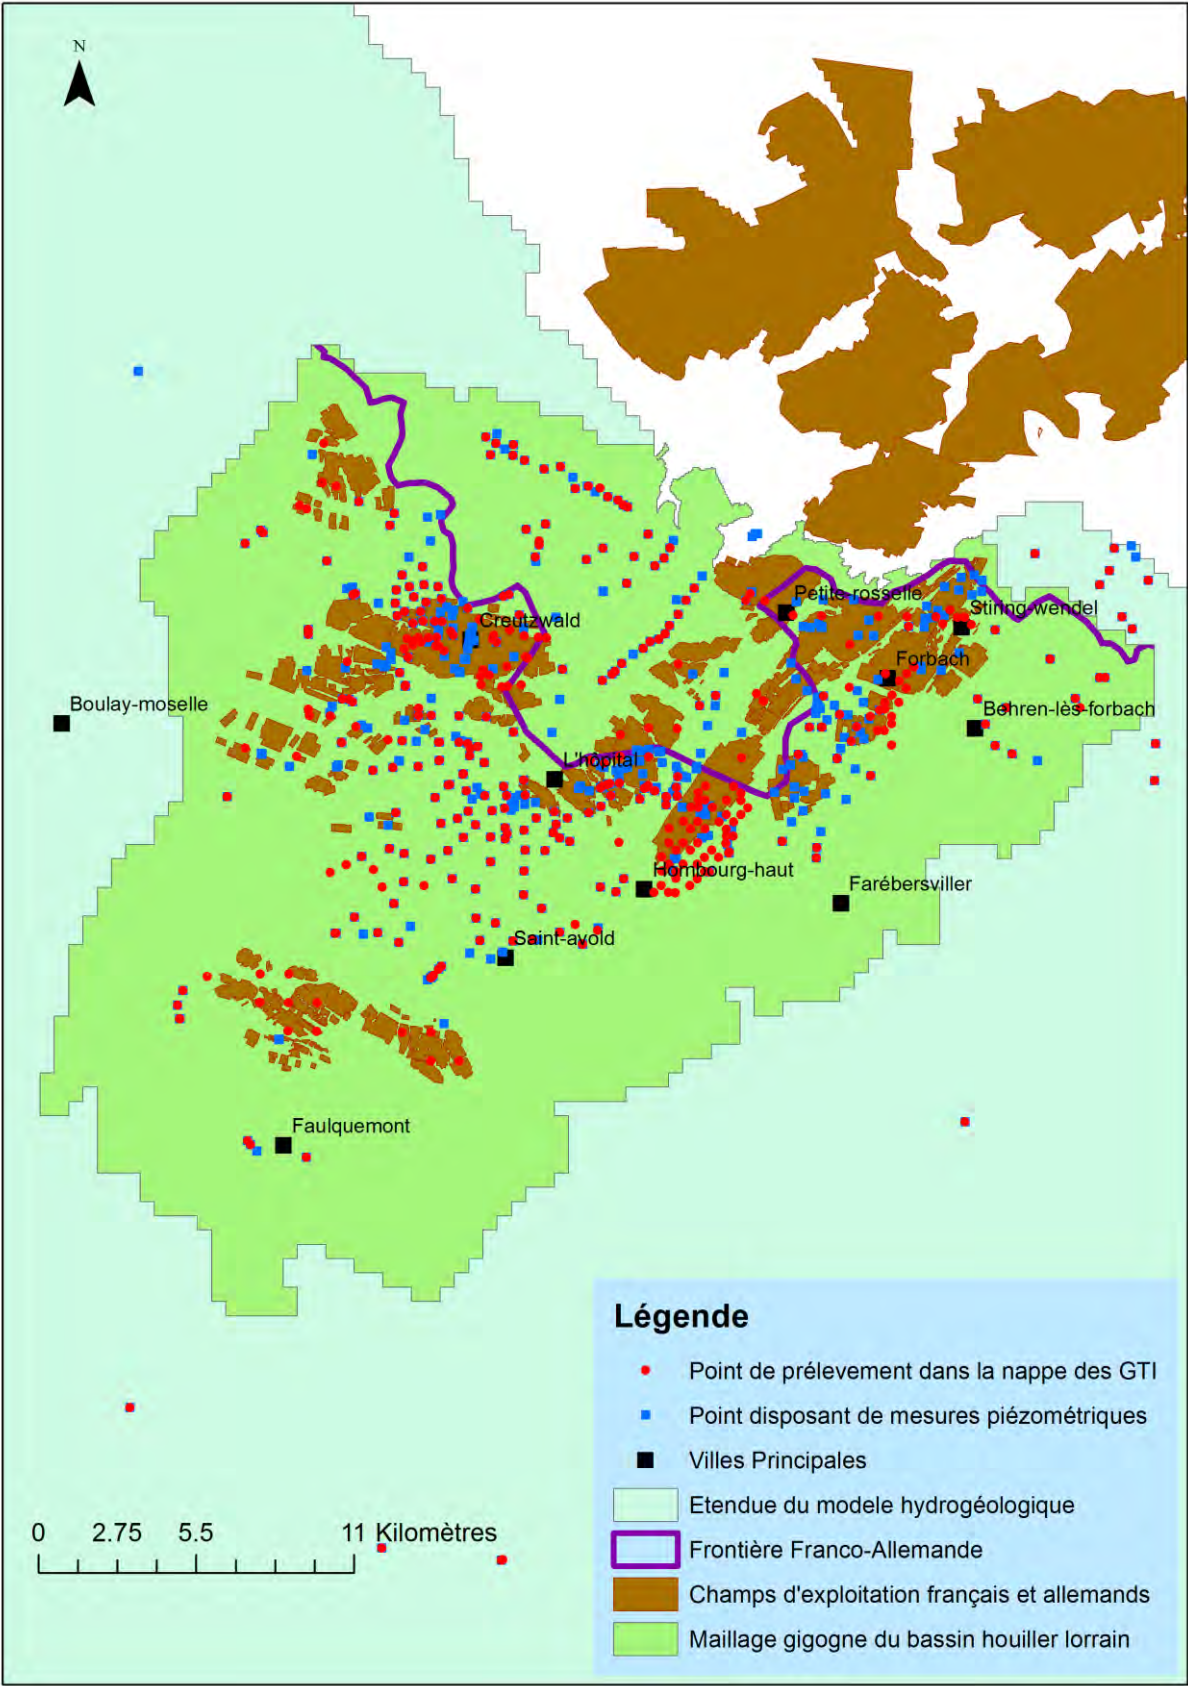 N
Petite-rosselle
Stiring-wendel
Creutzwald
Forbach
Boulay-moselle
Behren-lès-forbach
L'hôpital
Hombourg-haut
Farébersviller
Saint-avold
Faulquemont
Légende
Point de prélevement dans la nappe des GTI
Point disposant de mesures piézométriques
Villes Principales
Etendue du modele hydrogéologique
Frontière Franco-Allemande
Champs d'exploitation français et allemands
Maillage gigogne du bassin houiller lorrain
0 2.75 5.5 11 Kilomètres